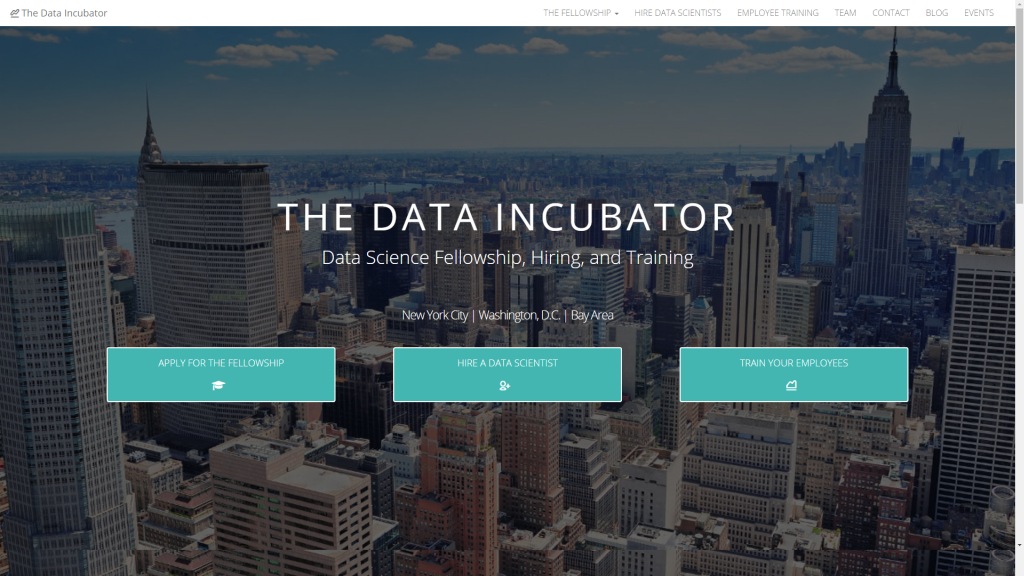 The Data Incubator
THE FELLOWSHIP HIRE DATA SCIENTISTS EMPLOYEE TRAINING TEAM CONTACT BLOG EVENTS
THE DATA INCUBATOR
Data Science Fellowship, Hiring, and Training
New York City | Washington, D.C. | Bay Area
APPLY FOR THE FELLOWSHIP
HIRE A DATA SCIENTIST
TRAIN YOUR EMPLOYEES